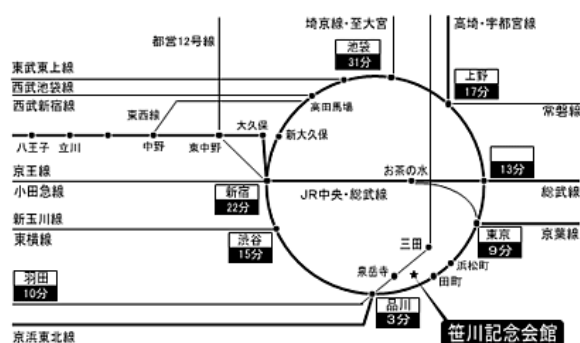 埼京線・至大宮
高崎・宇都宮線
都営12号線
池袋
31分
上野
17分
東武東上線
西武池袋線
西武新宿線
東西線
高田馬場
常磐線
大久保
新大久保
八王子
立川
中野
東中野
京王線
お茶の水
13分
小田急線
新宿
22分
JR中央・総武線
総武線
新玉川線
東横線
渋谷
15分
三田
東京
9分
京葉線
羽田
10分
泉岳寺
浜松町
田町
品川
3分
笹川記念会館
京浜東北線